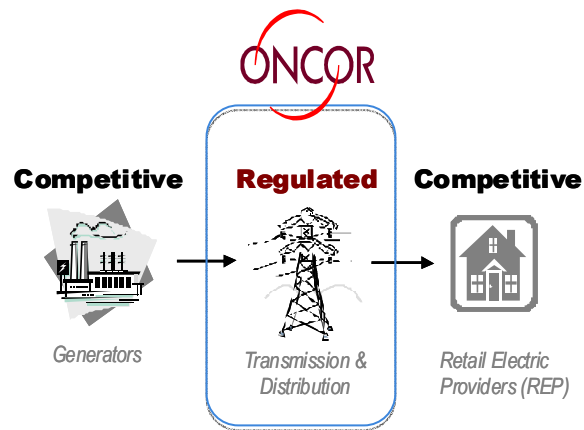 ONCOR
Competitive
Regulated
Competitive
Generators
Transmission &
Distribution
Retail Electric
Providers (REP)